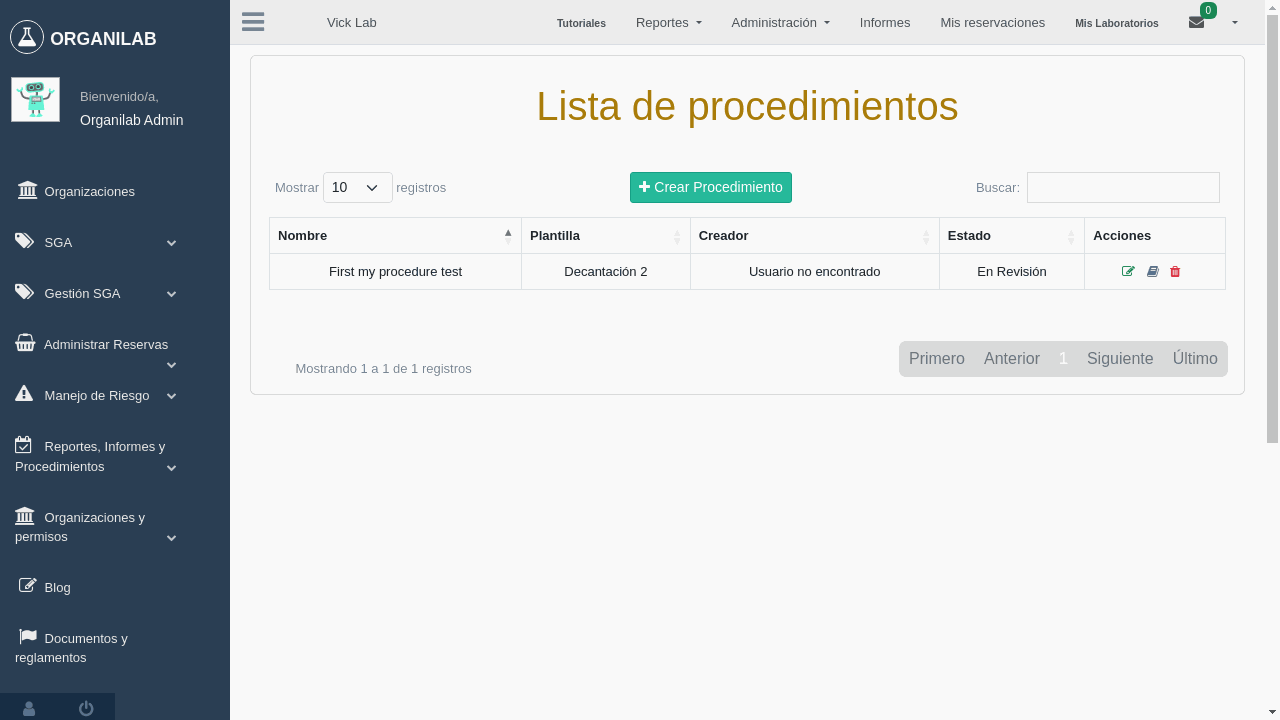 ORGANILAB
Bienvenido/a,
Organilab Admin
Organizaciones
SGA
Gestión SGA
Administrar Reservas
Manejo de Riesgo
Reportes, Informes y
Procedimientos
Organizaciones y
permisos
Blog
Documentos y
reglamentos
Vick Lab Tutoriales Reportes Administración Informes Mis reservaciones Mis Laboratorios 0
Lista de procedimientos
Mostrar 10 registros Crear Procedimiento Buscar:
Nombre Plantilla Creador Estado Acciones
First my procedure test Decantación 2 Usuario no encontrado En Revisión
Mostrando 1 a 1 de 1 registros
Primero Anterior 1 Siguiente Último